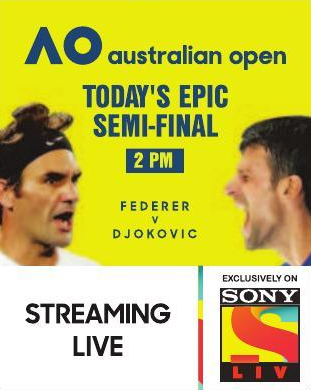 AO australian open
TODAY'S EPIC
SEMI-FINAL
2 PM
FEDERER
V
DJOKOVIC
STREAMING
LIVE
EXCLUSIVELY ON
SONY
LIV